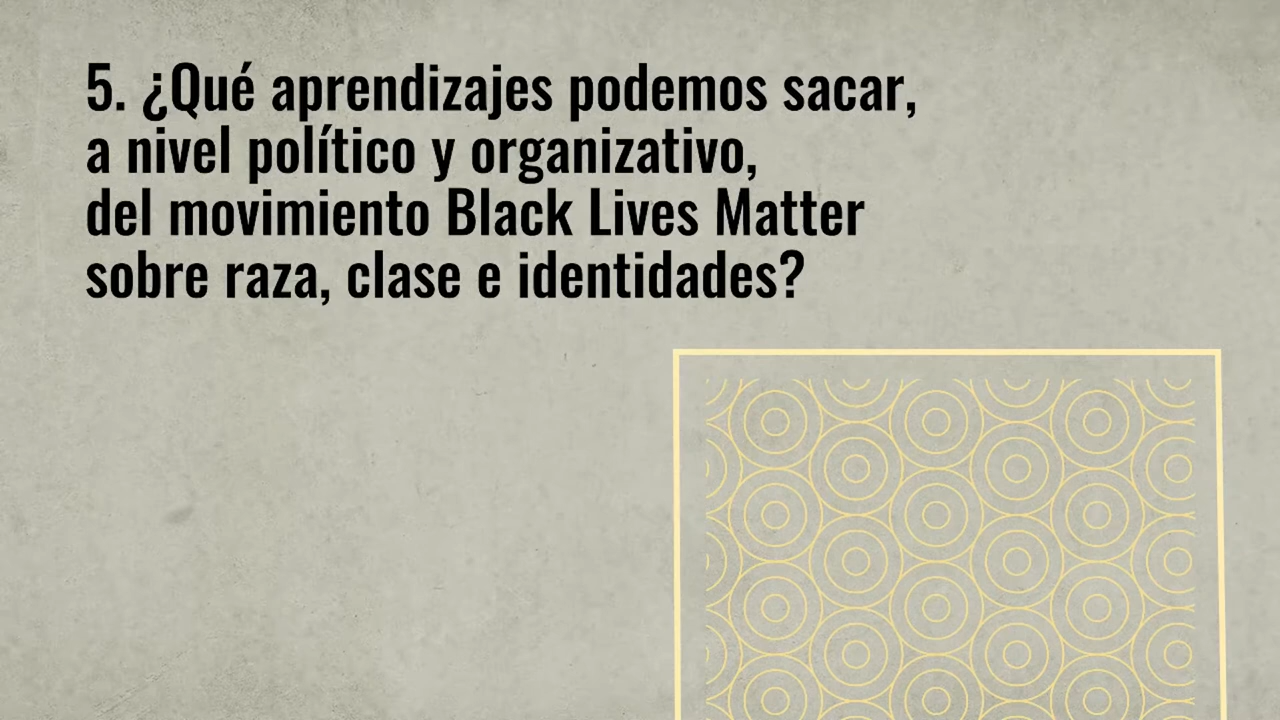 5. ¿Qué aprendizajes podemos sacar,
a nivel político y organizativo,
del movimiento Black Lives Matter
sobre raza, clase e identidades?